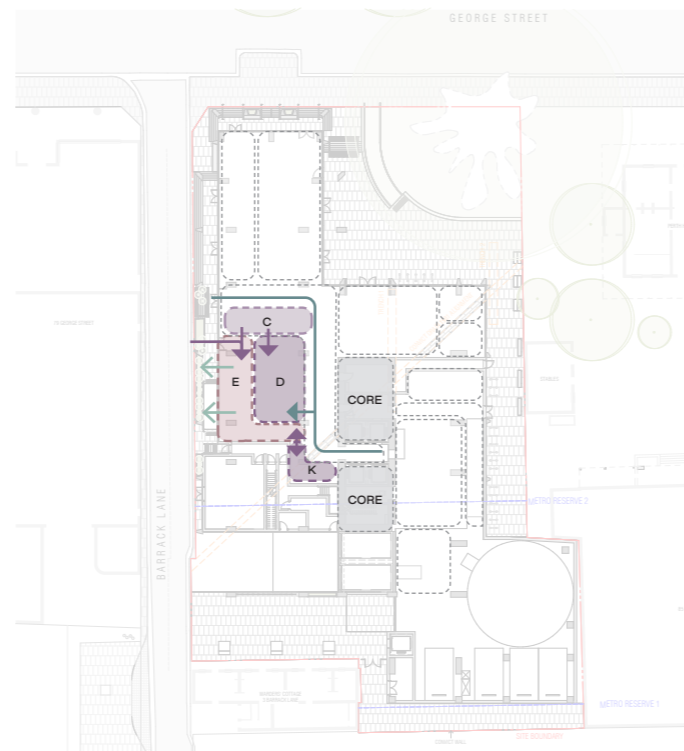 GEORGE STREET
C
E
D
CORE
K
CORE
METRO RESERVE 2
BARRACK LANE
METRO RESERVE 1
SITE BOUNDARY